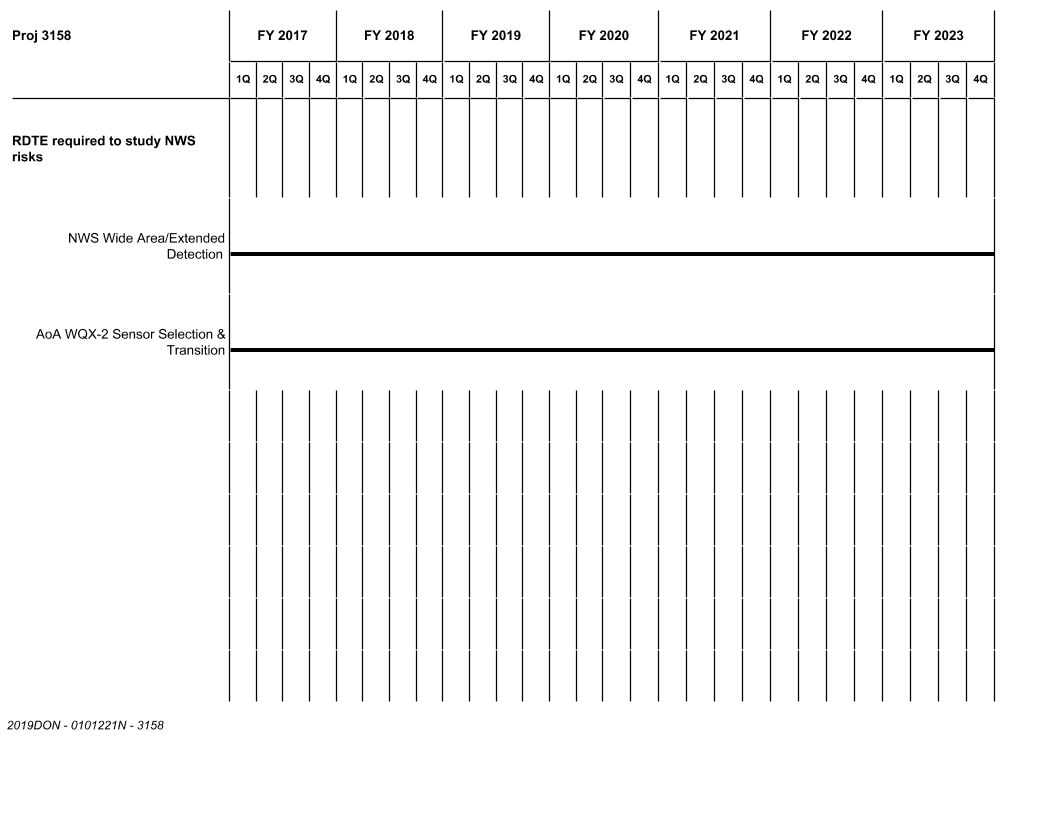 Proj 3158 FY 2017 FY 2018 FY 2019 FY 2020 FY 2021 FY 2022 FY 2023
1Q 2Q 3Q 4Q 1Q 2Q 3Q 4Q 1Q 2Q 3Q 4Q 1Q 2Q 3Q 4Q 1Q 2Q 3Q 4Q 1Q 2Q 3Q 4Q 1Q 2Q 3Q 4Q
RDTE required to study NWS
risks
NWS Wide Area/Extended
Detection
AoA WQX-2 Sensor Selection &
Transition
2019DON - 0101221N - 3158